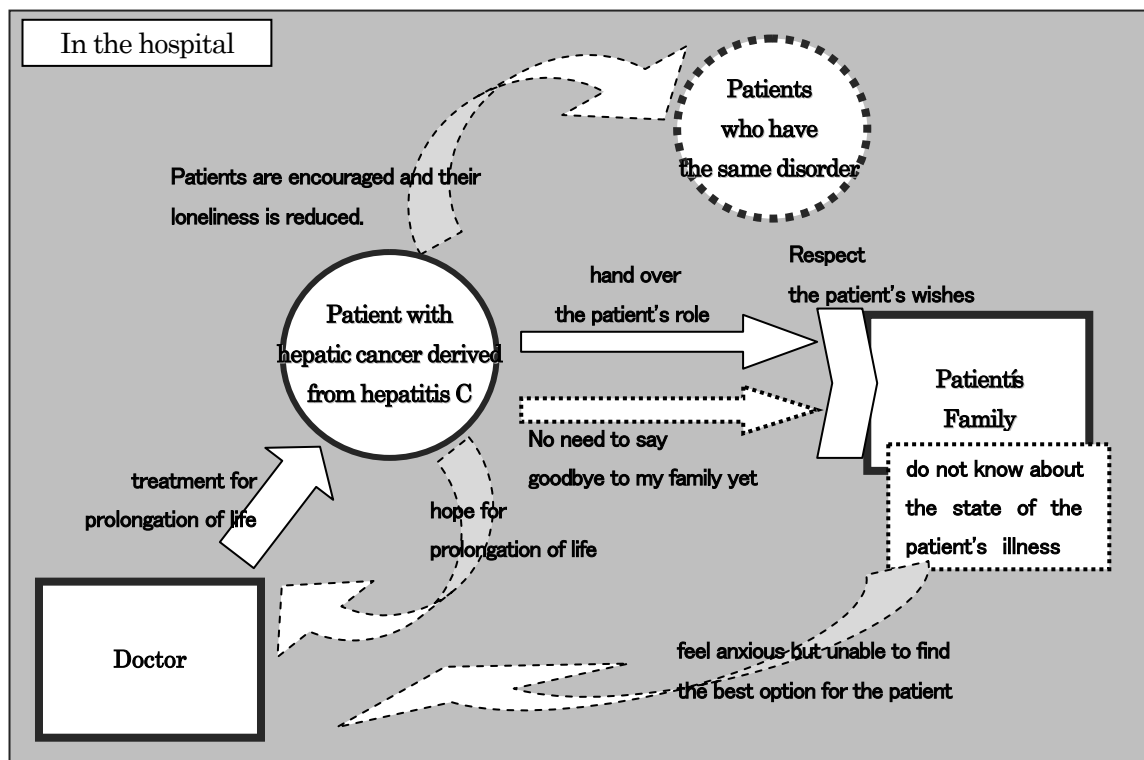 In the hospital
Patients
who have
the same disorder
Patients are encouraged and their
loneliness is reduced.
Patient with
hepatic cancer derived
from hepatitis C
hand over
the patient's role
Respect
the patient's wishes
Patientís
Family
No need to say
goodbye to my family yet
do not know about
the state of the
patient's illness
treatment for
prolongation of life
hope for
prolongation of life
Doctor
feel anxious but unable to find
the best option for the patient